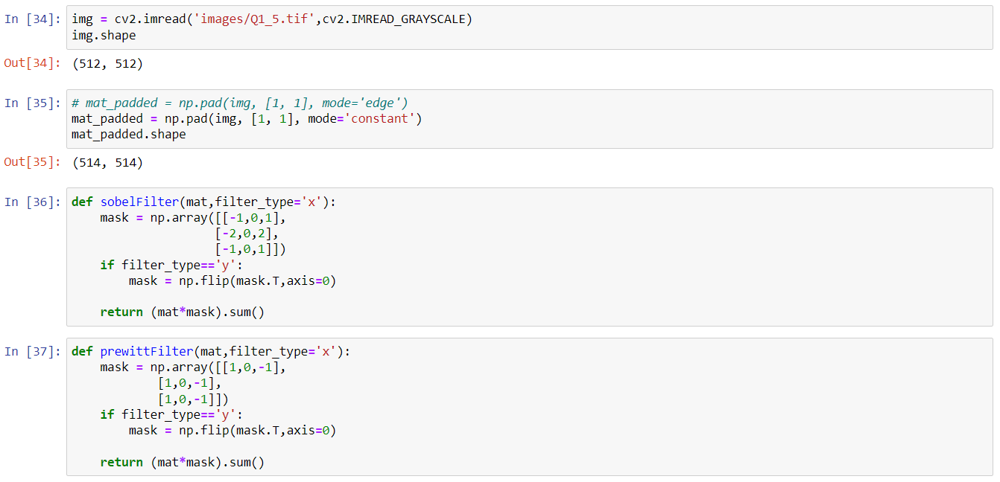 In [34]: img = cv2.imread('images/Q1_5.tif',cv2.IMREAD_GRAYSCALE)
img.shape
Out[34]: (512, 512)
In [35]: # mat_padded = np.pad(img, [1, 1], mode='edge')
mat_padded = np.pad(img, [1, 1], mode='constant')
mat_padded.shape
Out[35]: (514, 514)
In [36]: def sobelFilter(mat,filter_type='x'):
    mask = np.array([[-1,0,1],
                    [-2,0,2],
                    [-1,0,1]])
    if filter_type=='y':
        mask = np.flip(mask.T,axis=0)
    return (mat*mask).sum()
In [37]: def prewittFilter(mat,filter_type='x'):
    mask = np.array([[1,0,-1],
            [1,0,-1],
            [1,0,-1]])
    if filter_type=='y':
        mask = np.flip(mask.T,axis=0)
    return (mat*mask).sum()